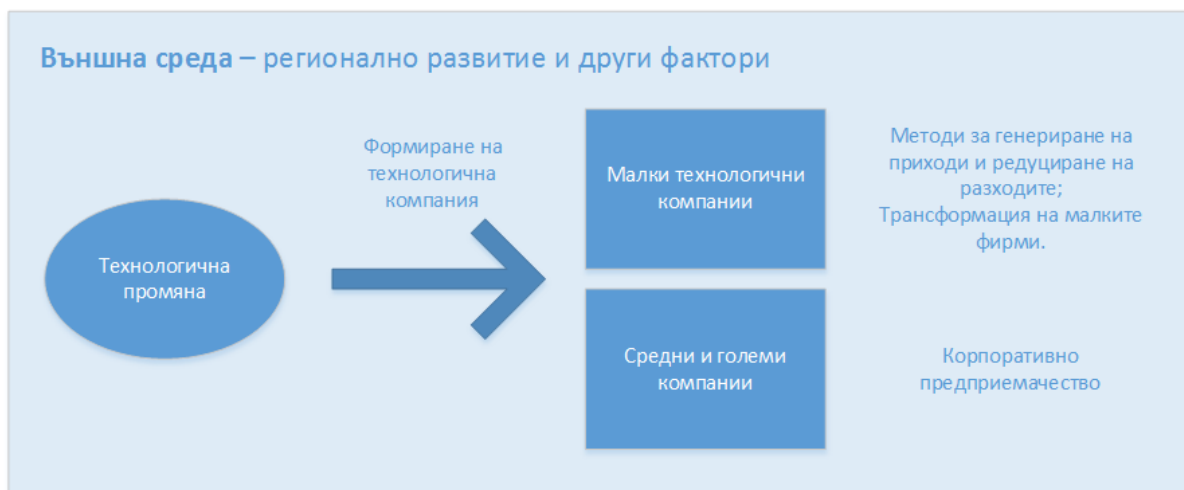 Външна среда – регионално развитие и други фактори
Формиране на
технологична
компания
Технологична
промяна
Малки технологични
компании
Методи за генериране на
приходи и редуциране на
разходите;
Трансформация на малките
фирми.
Средни и големи
компании
Корпоративно
предприемачество